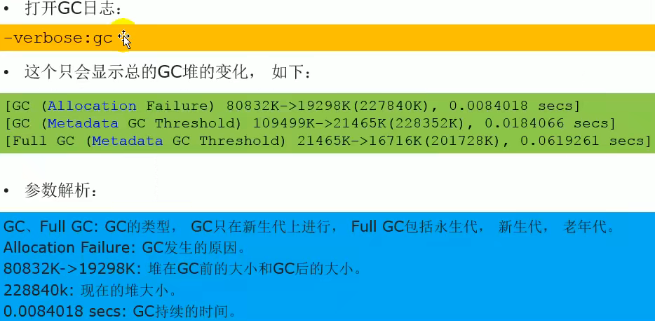 • 打开GC日志：
-verbose:gc
• 这个只会显示总的GC堆的变化， 如下：
[GC (Allocation Failure) 80832K->19298K(227840K), 0.0084018 secs]
[GC (Metadata GC Threshold) 109499K->21465K(228352K), 0.0184066 secs]
[Full GC (Metadata GC Threshold) 21465K->16716K(201728K), 0.0619261 secs]
• 参数解析：
GC、Full GC: GC的类型， GC只在新生代上进行， Full GC包括永生代， 新生代， 老年代。
Allocation Failure: GC发生的原因。
80832K->19298K: 堆在GC前的大小和GC后的大小。
228840k: 现在的堆大小。
0.0084018 secs: GC持续的时间。